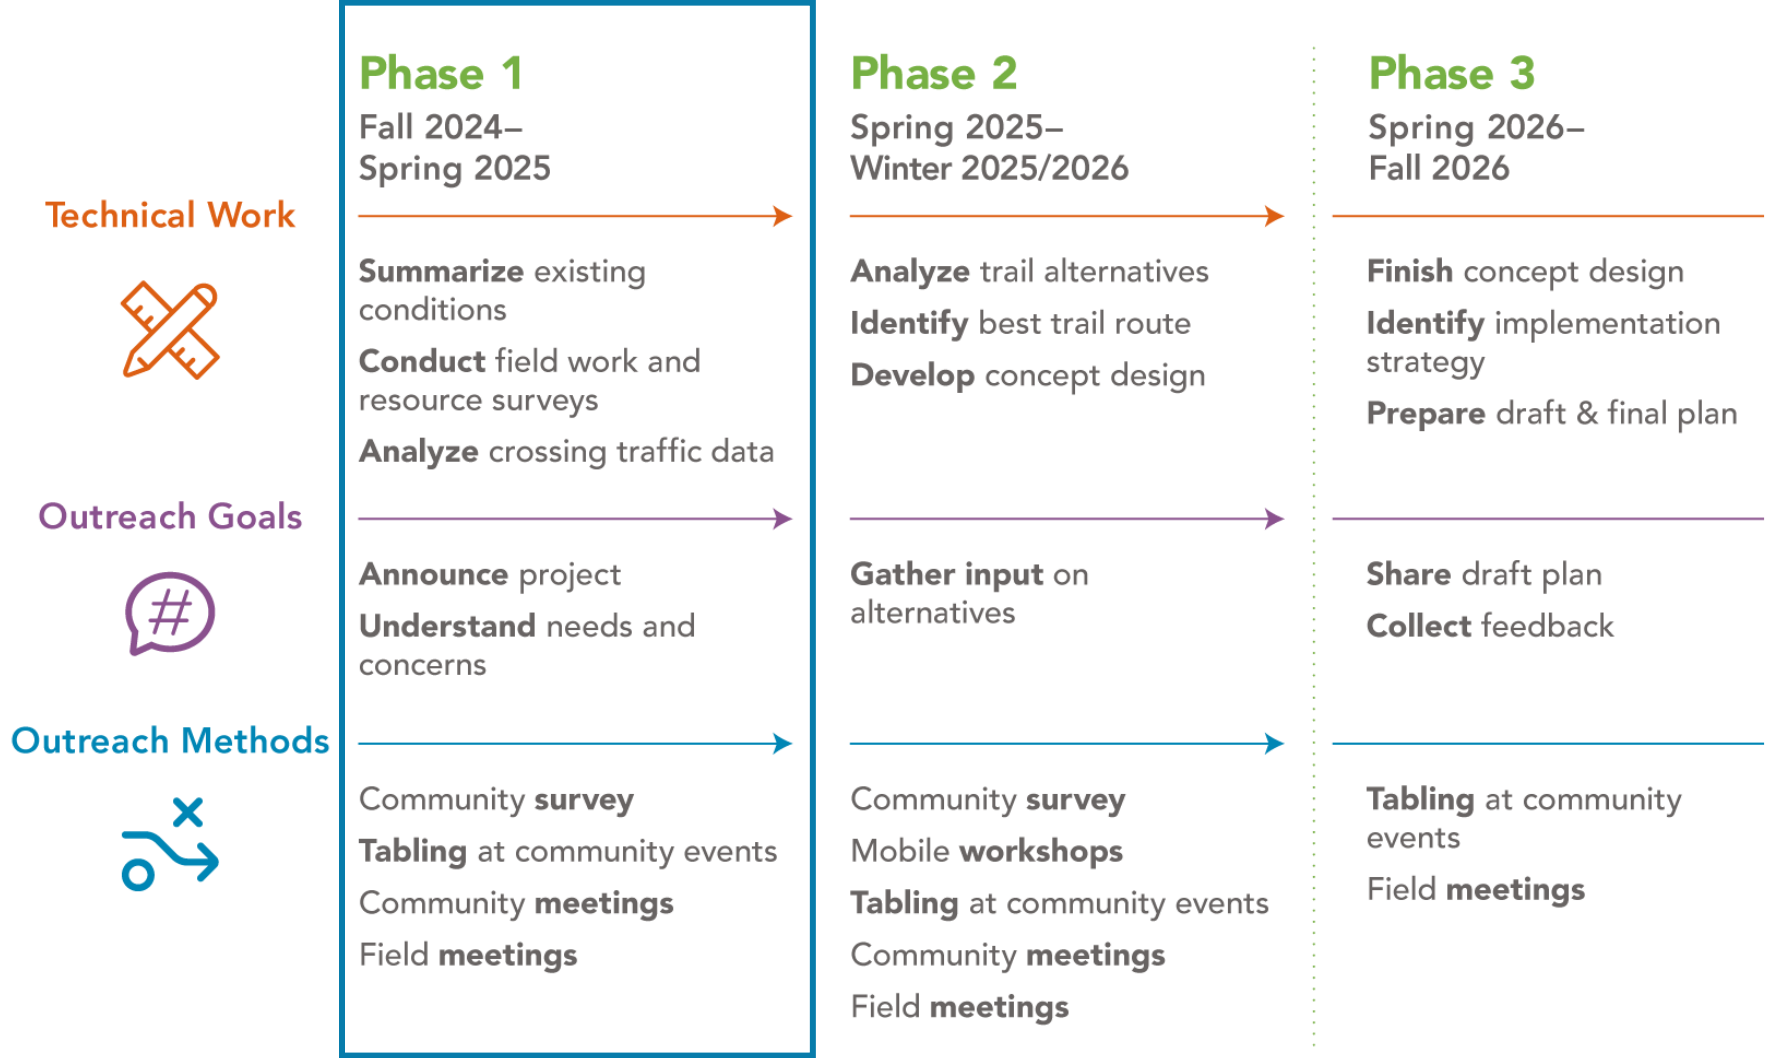 Phase 1
Fall 2024–
Spring 2025
Phase 2
Spring 2025–
Winter 2025/2026
Phase 3
Spring 2026–
Fall 2026
Technical Work
Summarize existing
conditions
Conduct field work and
resource surveys
Analyze crossing traffic data
Analyze trail alternatives
Identify best trail route
Develop concept design
Finish concept design
Identify implementation
strategy
Prepare draft & final plan
Outreach Goals
#
Announce project
Understand needs and
concerns
Gather input on
alternatives
Share draft plan
Collect feedback
Outreach Methods
Community survey
Tabling at community events
Community meetings
Field meetings
Community survey
Mobile workshops
Tabling at community events
Community meetings
Field meetings
Tabling at community
events
Field meetings